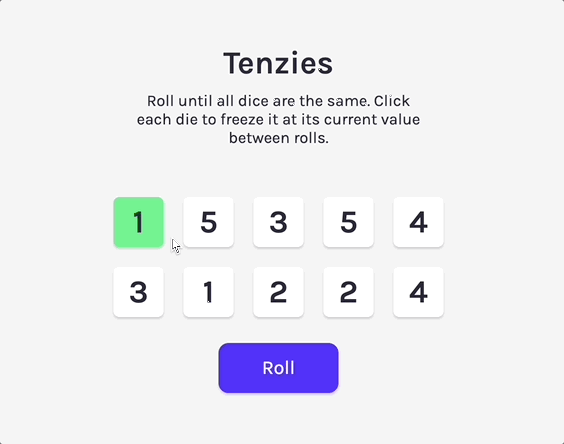 Tenzies
Roll until all dice are the same. Click
each die to freeze it at its current value
between rolls.
1 5 3 5 4
3 1 2 2 4
Roll